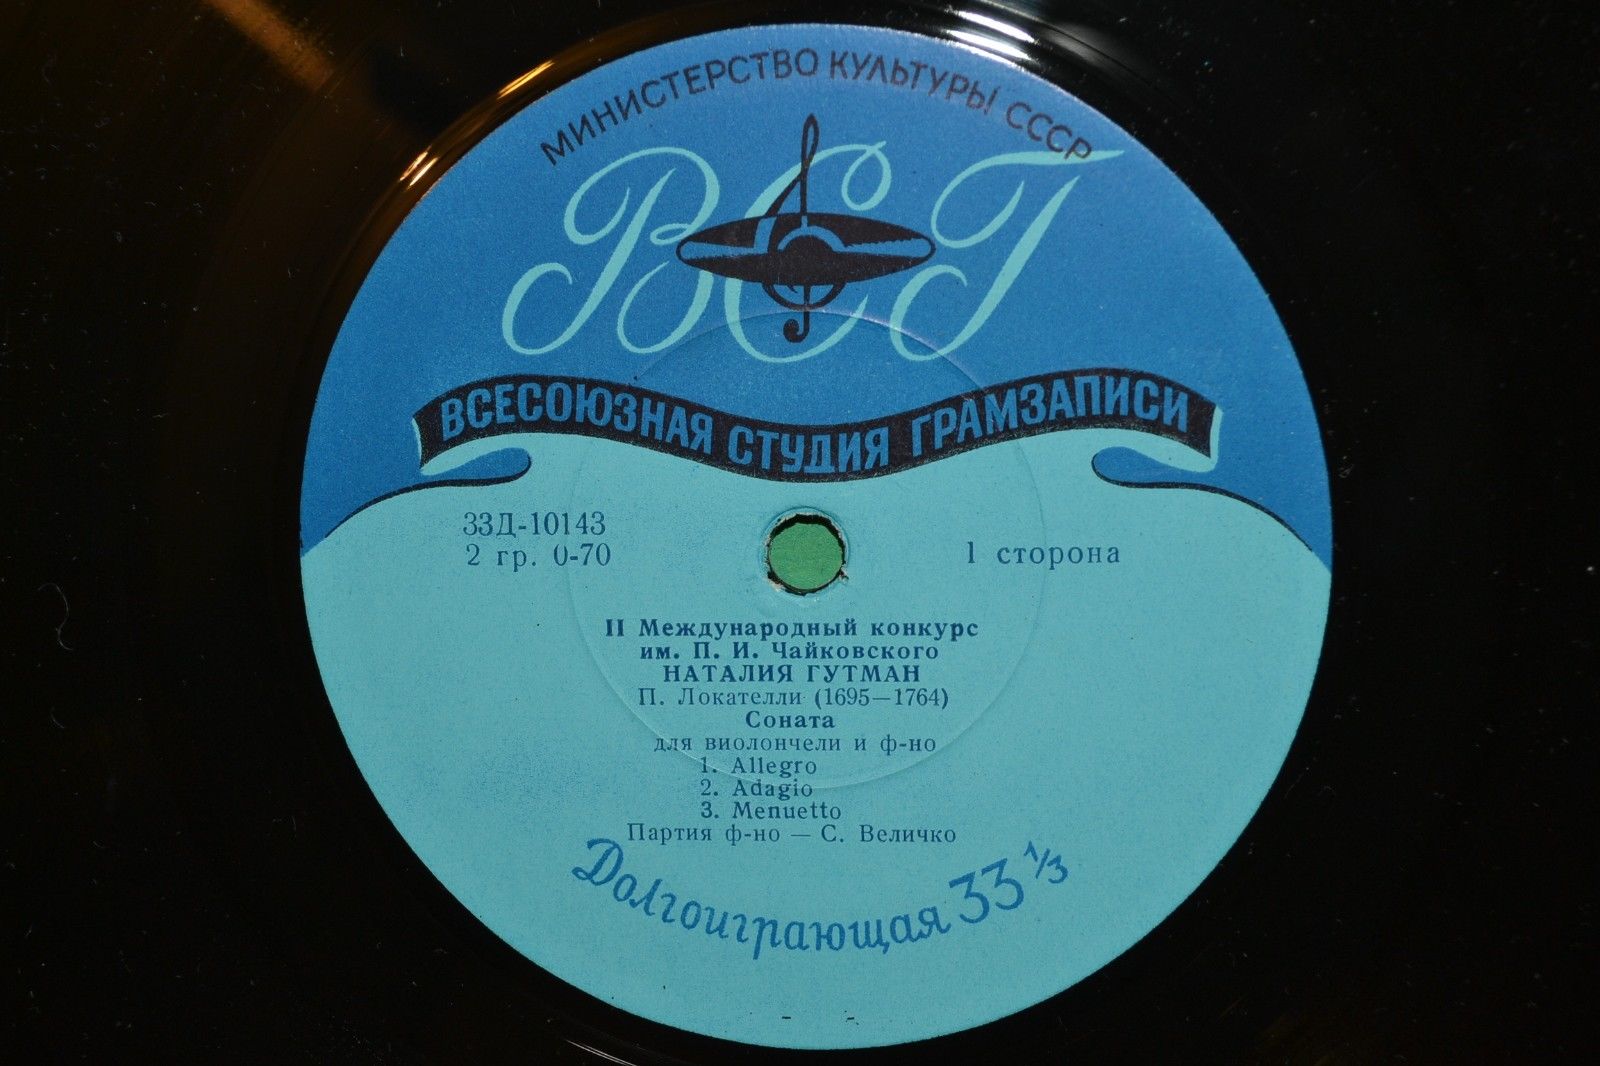 МИНИСТЕРСТВО КУЛЬТУРЫ СССР
ВСГ
ВСЕСОЮЗНАЯ СТУДИЯ ГРАМЗАПИСИ
33Д-10143
2 гр. 0-70
1 сторона
II Международный конкурс
им. П. И. Чайковского
НАТАЛИЯ ГУТМАН
П. Локателли (1695—1764)
Соната
для виолончели и ф-но
1. Allegro
2. Adagio
3. Menuetto
Партия ф-но — С. Величко
Долгоиграющая 33 1/3